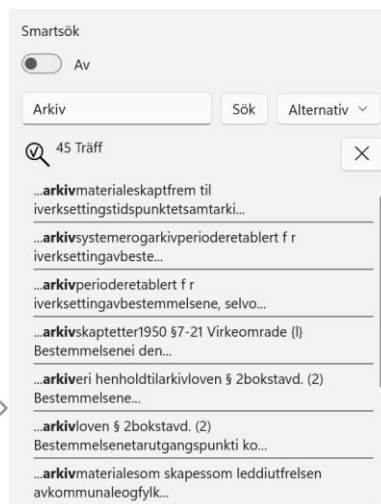 Smartsök
Av
Arkiv
Sök
Alternativ
45 Träff
...arkivmaterialeskaptfrem til
iverksettingstidspunktetsamtarki...
...arkivsystemerogarkivperioderetablert f r
iverksettingavbeste...
...arkivperioderetablert f r
iverksettingavbestemmelsene, selvo...
...arkivskaptetter1950 §7-21 Virkeomrade {l}
Bestemmelsenei den...
...arkiveri henholdtilarkivloven § 2bokstavd. (2)
Bestemmelsene...
...arkivloven § 2bokstavd. (2)
Bestemmelsenetarutgangspunkti ko...
...arkivmaterialesom skapessom leddiutfrelsen
avkommunaleogfylk...